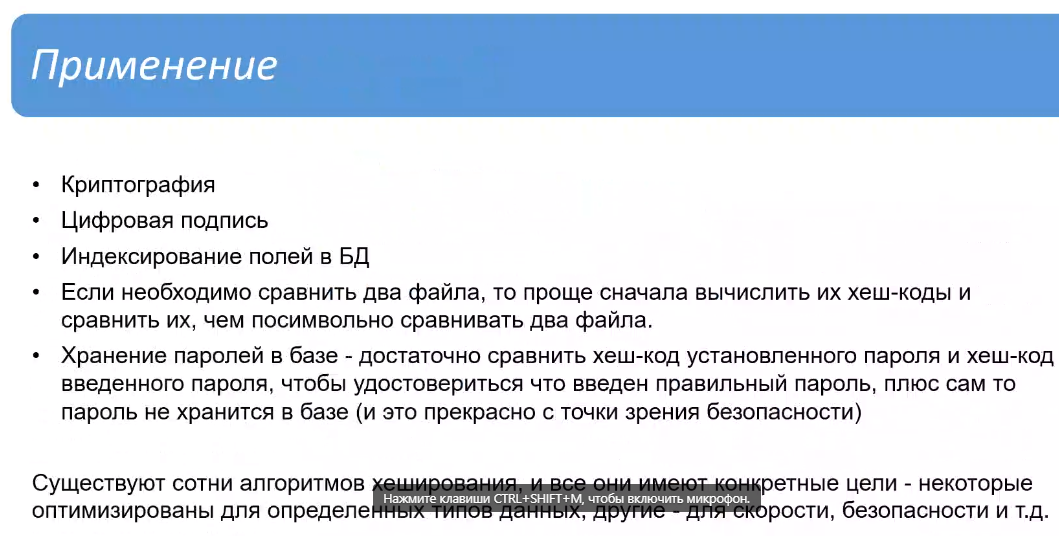 Применение
• Криптография
• Цифровая подпись
• Индексирование полей в БД
• Если необходимо сравнить два файла, то проще сначала вычислить их хеш-коды и
сравнить их, чем посимвольно сравнивать два файла.
• Хранение паролей в базе - достаточно сравнить хеш-код установленного пароля и хеш-код
введенного пароля, чтобы удостовериться что введен правильный пароль, плюс сам то
пароль не хранится в базе (и это прекрасно с точки зрения безопасности)
Существуют сотни алгоритмов хеширования, и все они имеют конкретные цели - некоторые
Нажмите клавиши CTRL+SHIFT+M, чтобы включить микрофон.
оптимизированы для определенных типов данных, другие - для скорости, безопасности и т.д.